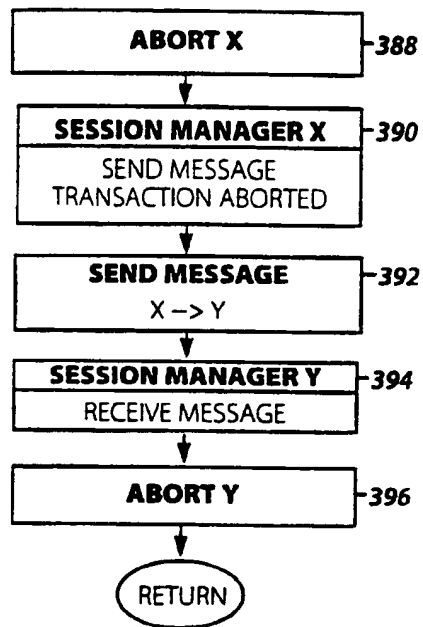 ABORT X
388
SESSION MANAGER X
390
SEND MESSAGE
TRANSACTION ABORTED
SEND MESSAGE
392
X –> Y
SESSION MANAGER Y
394
RECEIVE MESSAGE
ABORT Y
396
RETURN